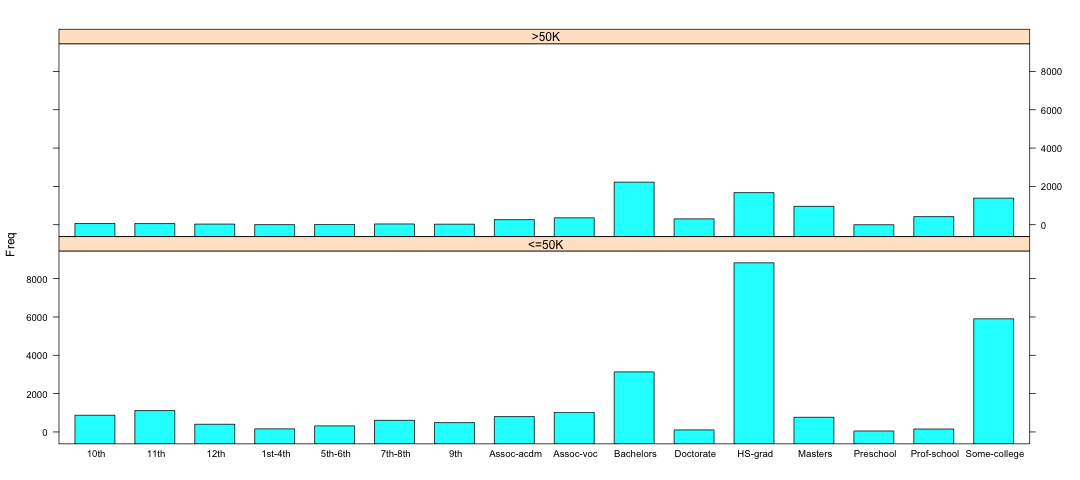 >50K
8000
6000
4000
2000
0
Freq
<=50K
8000
6000
4000
2000
0
10th 11th 12th 1st-4th 5th-6th 7th-8th 9th Assoc-acdm Assoc-voc Bachelors Doctorate HS-grad Masters Preschool Prof-school Some-college